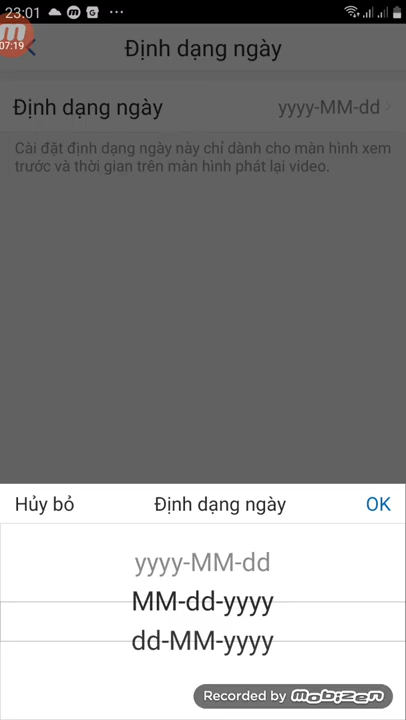 23:01
07:19
Định dạng ngày
Định dạng ngày yyyy-MM-dd
Cài đặt định dạng ngày này chỉ dành cho màn hình xem
trước và thời gian trên màn hình phát lại video.
Hủy bỏ Định dạng ngày OK
yyyy-MM-dd
MM-dd-yyyy
dd-MM-yyyy
Recorded by mobizen